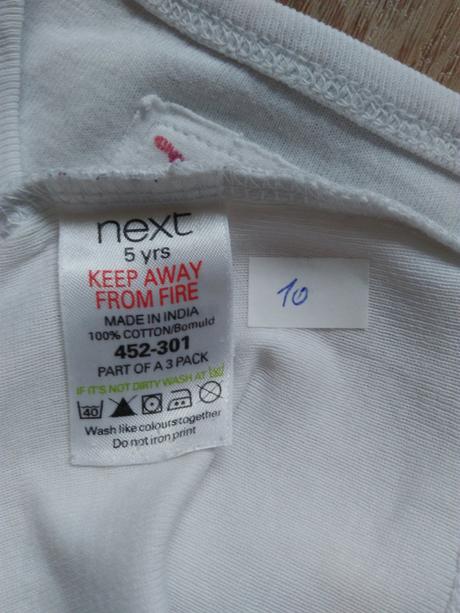 next
5 yrs
KEEP AWAY
FROM FIRE
MADE IN INDIA
100% COTTON/Bomuld
452-301
PART OF A 3 PACK
IF IT'S NOT DIRTY WASH AT 30
40
Wash like colours together
Do not iron print
10